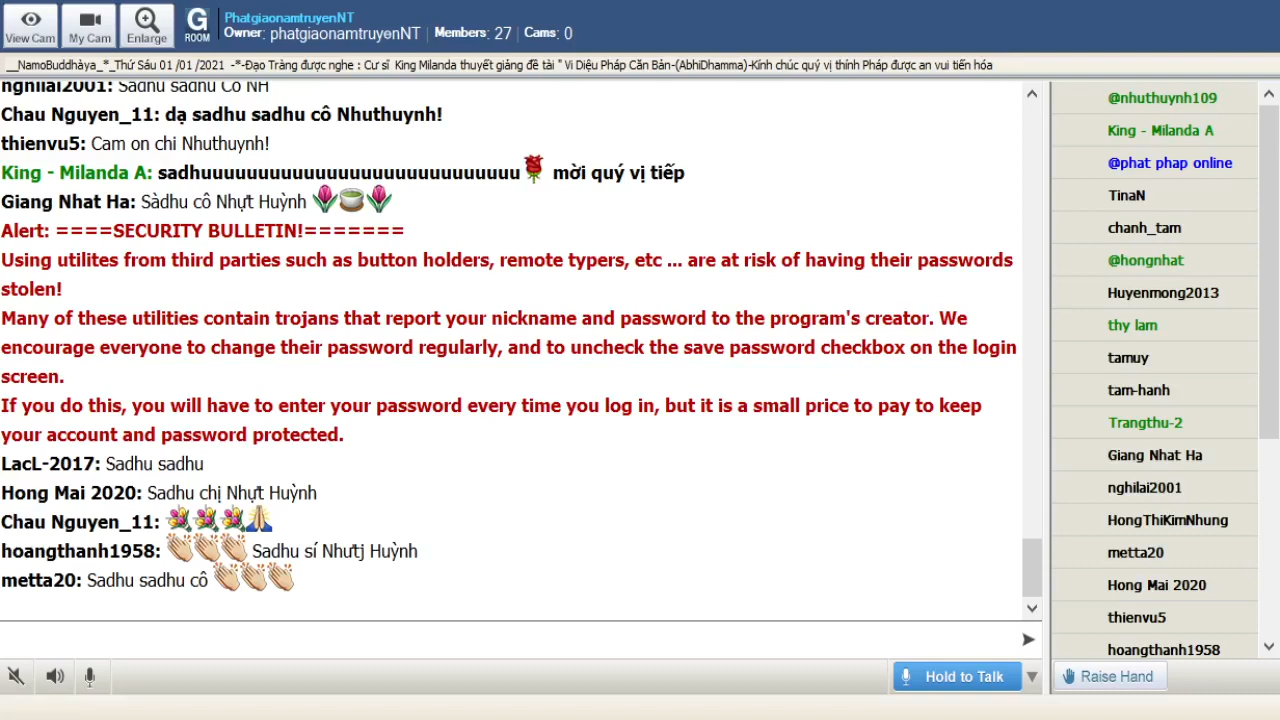 View Cam
My Cam
Enlarge
G
ROOM
PhatgiaonamtruyenNT
Owner: phatgiaonamtruyenNT | Members: 27 | Cams: 0
__NamoBuddhàya_*_Thứ Sáu 01 /01 /2021 -*-Đạo Tràng được nghe : Cư sĩ King Milanda thuyết giảng đề tài " Vi Diệu Pháp Căn Bản-(AbhiDhamma)-Kính chúc quý vị thính Pháp được an vui tiến hóa
nghilai2001: Sadhu sadhu Cô NH
Chau Nguyen_11: dạ sadhu sadhu cô Nhuthuynh!
thienvu5: Cam on chi Nhuthuynh!
King - Milanda A: sadhuuuuuuuuuuuuuuuuuuuuuuuuuuuu mời quý vị tiếp
Giang Nhat Ha: Sàdhu cô Nhựt Huỳnh
Alert: ====SECURITY BULLETIN!=======
Using utilites from third parties such as button holders, remote typers, etc ... are at risk of having their passwords
stolen!
Many of these utilities contain trojans that report your nickname and password to the program's creator. We
encourage everyone to change their password regularly, and to uncheck the save password checkbox on the login
screen.
If you do this, you will have to enter your password every time you log in, but it is a small price to pay to keep
your account and password protected.
LacL-2017: Sadhu sadhu
Hong Mai 2020: Sadhu chị Nhựt Huỳnh
Chau Nguyen_11:
hoangthanh1958: Sadhu sí Nhưtj Huỳnh
metta20: Sadhu sadhu cô
@nhuthuynh109
King - Milanda A
@phat phap online
TinaN
chanh_tam
@hongnhat
Huyenmong2013
thy lam
tamuy
tam-hanh
Trangthu-2
Giang Nhat Ha
nghilai2001
HongThiKimNhung
metta20
Hong Mai 2020
thienvu5
hoangthanh1958
Hold to Talk
Raise Hand